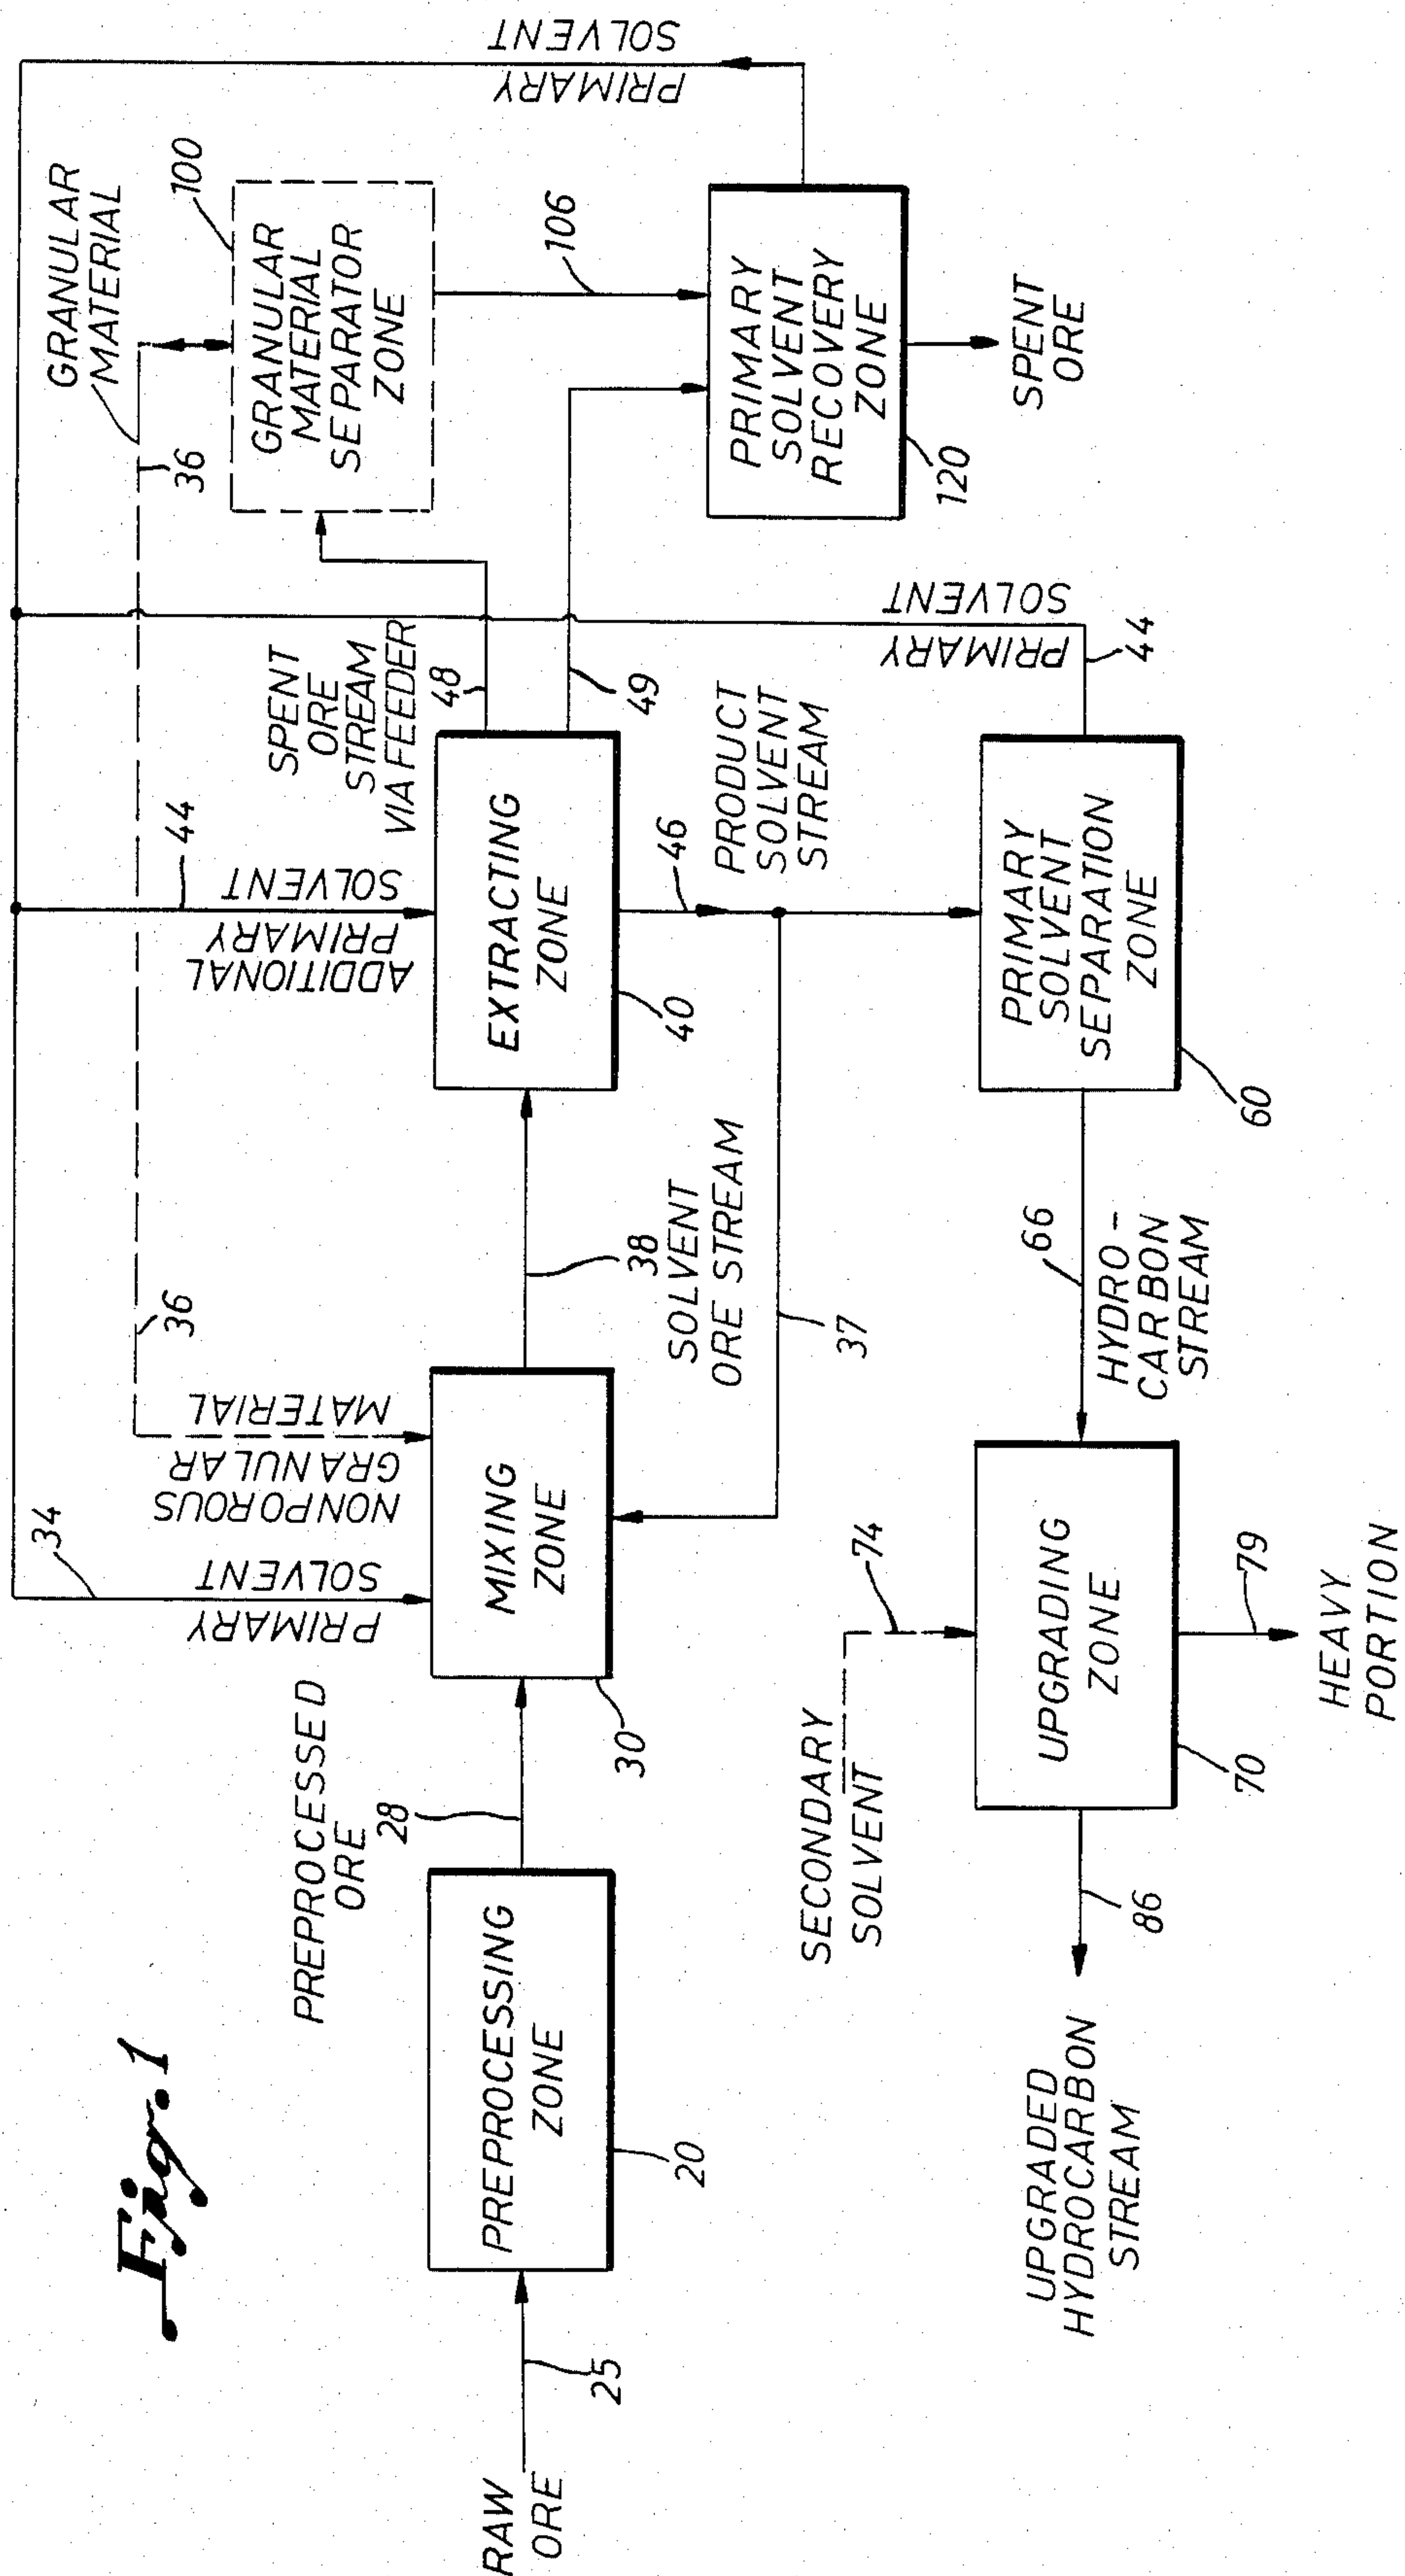 Fig. 1
RAW
ORE
25
PREPROCESSING
ZONE
20
PREPROCESSED
ORE
28
34
PRIMARY
SOLVENT
NONPOROUS
GRANULAR
MATERIAL
36
MIXING
ZONE
30
38
SOLVENT
ORE STREAM
37
ADDITIONAL
PRIMARY
SOLVENT
44
EXTRACTING
ZONE
40
46
PRODUCT
SOLVENT
STREAM
SPENT
ORE
STREAM
VIA FEEDER
48
49
36
GRANULAR
MATERIAL
100
GRANULAR
MATERIAL
SEPARATOR
ZONE
106
PRIMARY
SOLVENT
PRIMARY
SOLVENT
RECOVERY
ZONE
120
SPENT
ORE
PRIMARY
SOLVENT
44
PRIMARY
SOLVENT
SEPARATION
ZONE
60
66
HYDRO-
CARBON
STREAM
SECONDARY
SOLVENT
74
UPGRADING
ZONE
70
79
HEAVY
PORTION
86
UPGRADED
HYDROCARBON
STREAM